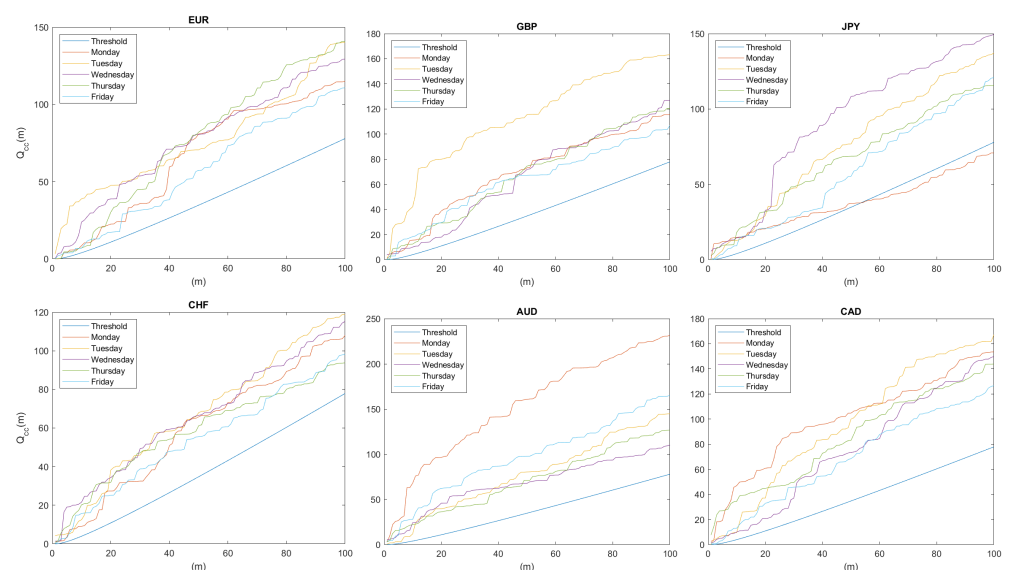 EUR
150
100
50
0
Q_cc(m)
Threshold
Monday
Tuesday
Wednesday
Thursday
Friday
0 20 40 60 80 100
(m)
GBP
180
160
140
120
100
80
60
40
20
0
Threshold
Monday
Tuesday
Wednesday
Thursday
Friday
0 20 40 60 80 100
(m)
JPY
150
100
50
0
Threshold
Monday
Tuesday
Wednesday
Thursday
Friday
0 20 40 60 80 100
(m)
CHF
120
100
80
60
40
20
0
Q_cc(m)
Threshold
Monday
Tuesday
Wednesday
Thursday
Friday
0 20 40 60 80 100
(m)
AUD
250
200
150
100
50
0
Threshold
Monday
Tuesday
Wednesday
Thursday
Friday
0 20 40 60 80 100
(m)
CAD
180
160
140
120
100
80
60
40
20
0
Threshold
Monday
Tuesday
Wednesday
Thursday
Friday
0 20 40 60 80 100
(m)